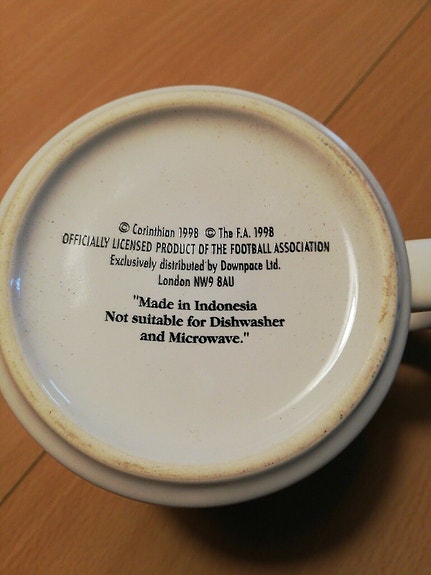 © Corinthian 1998 © The F.A. 1998
OFFICIALLY LICENSED PRODUCT OF THE FOOTBALL ASSOCIATION
Exclusively distributed by Downpace Ltd.
London NW9 8AU
"Made in Indonesia
Not suitable for Dishwasher
and Microwave."